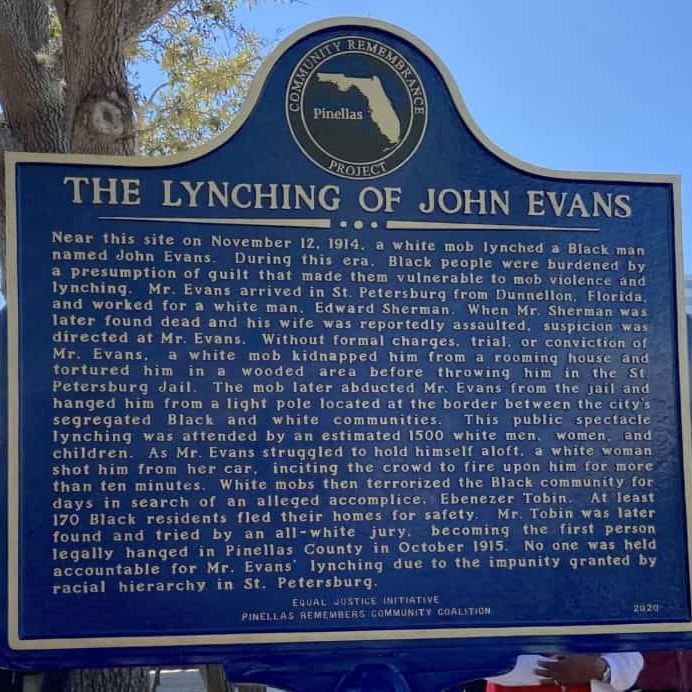 COMMUNITY REMEMBRANCE
Pinellas
PROJECT
THE LYNCHING OF JOHN EVANS
Near this site on November 12, 1914, a white mob lynched a Black man
named John Evans. During this era, Black people were burdened by
a presumption of guilt that made them vulnerable to mob violence and
lynching. Mr. Evans arrived in St. Petersburg from Dunnellon, Florida,
and worked for a white man, Edward Sherman. When Mr. Sherman was
later found dead and his wife was reportedly assaulted, suspicion was
directed at Mr. Evans. Without formal charges, trial, or conviction of
Mr. Evans, a white mob kidnapped him from a rooming house and
tortured him in a wooded area before throwing him in the St.
Petersburg Jail. The mob later abducted Mr. Evans from the jail and
hanged him from a light pole located at the border between the city's
segregated Black and white communities. This public spectacle
lynching was attended by an estimated 1500 white men, women, and
children. As Mr. Evans struggled to hold himself aloft, a white woman
shot him from her car, inciting the crowd to fire upon him for more
than ten minutes. White mobs then terrorized the Black community for
days in search of an alleged accomplice, Ebenezer Tobin. At least
170 Black residents fled their homes for safety. Mr. Tobin was later
found and tried by an all-white jury, becoming the first person
legally hanged in Pinellas County in October 1915. No one was held
accountable for Mr. Evans' lynching due to the impunity granted by
racial hierarchy in St. Petersburg.
EQUAL JUSTICE INITIATIVE
PINELLAS REMEMBERS COMMUNITY COALITION
2020